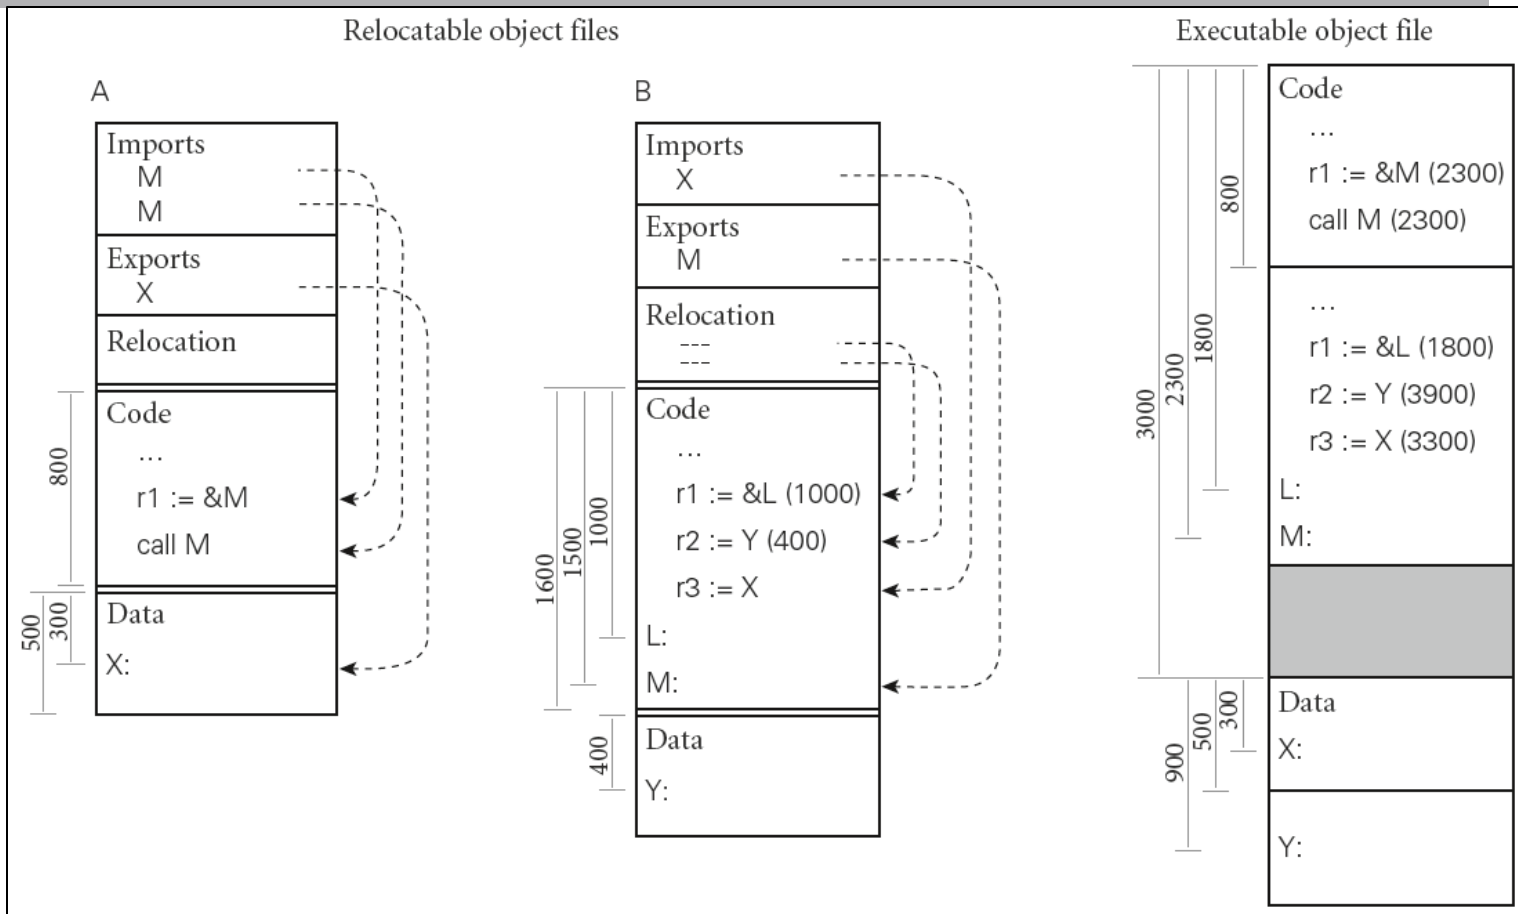 Relocatable object files
Executable object file
A
Imports
M
M
Exports
X
Relocation
Code
...
r1 := &M
call M
Data
X:
800
500
300
B
Imports
X
Exports
M
Relocation
---
---
Code
...
r1 := &L (1000)
r2 := Y (400)
r3 := X
L:
M:
Data
Y:
1600
1500
1000
400
Code
...
r1 := &M (2300)
call M (2300)
...
r1 := &L (1800)
r2 := Y (3900)
r3 := X (3300)
L:
M:
Data
X:
Y:
3000
2300
1800
800
900
500
300